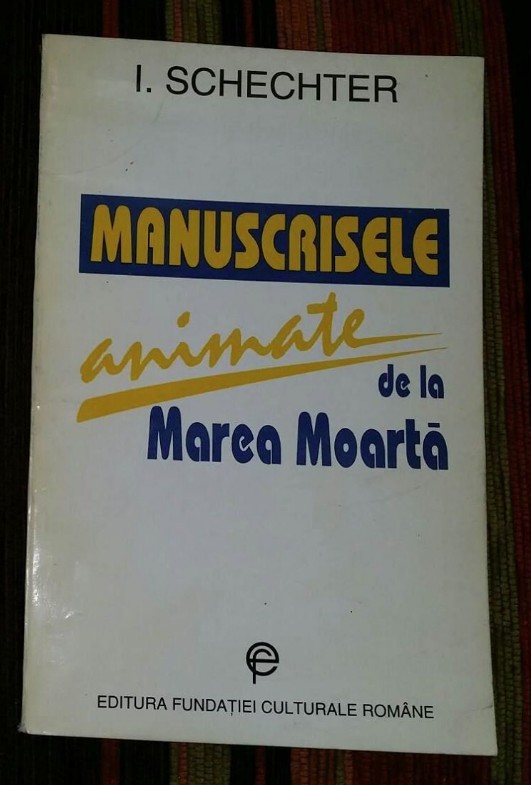 I. SCHECHTER
MANUSCRISELE
animate
de la
Marea Moartă
EDITURA FUNDAȚIEI CULTURALE ROMÂNE